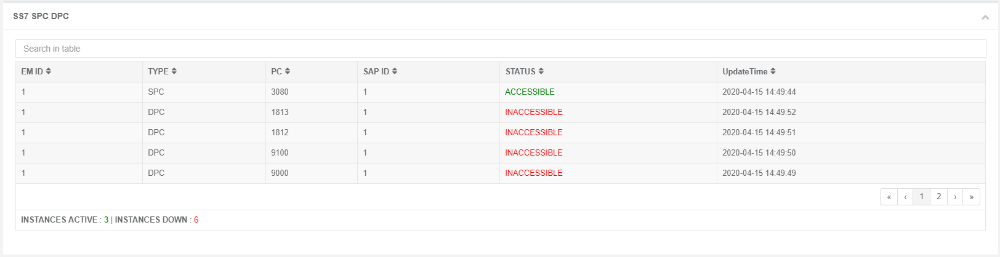 SS7 SPC DPC
Search in table
EM ID TYPE PC SAP ID STATUS UpdateTime
1 SPC 3080 1 ACCESSIBLE 2020-04-15 14:49:44
1 DPC 1813 1 INACCESSIBLE 2020-04-15 14:49:52
1 DPC 1812 1 INACCESSIBLE 2020-04-15 14:49:51
1 DPC 9100 1 INACCESSIBLE 2020-04-15 14:49:50
1 DPC 9000 1 INACCESSIBLE 2020-04-15 14:49:49
« ‹ 1 2 › »
INSTANCES ACTIVE : 3 | INSTANCES DOWN : 6